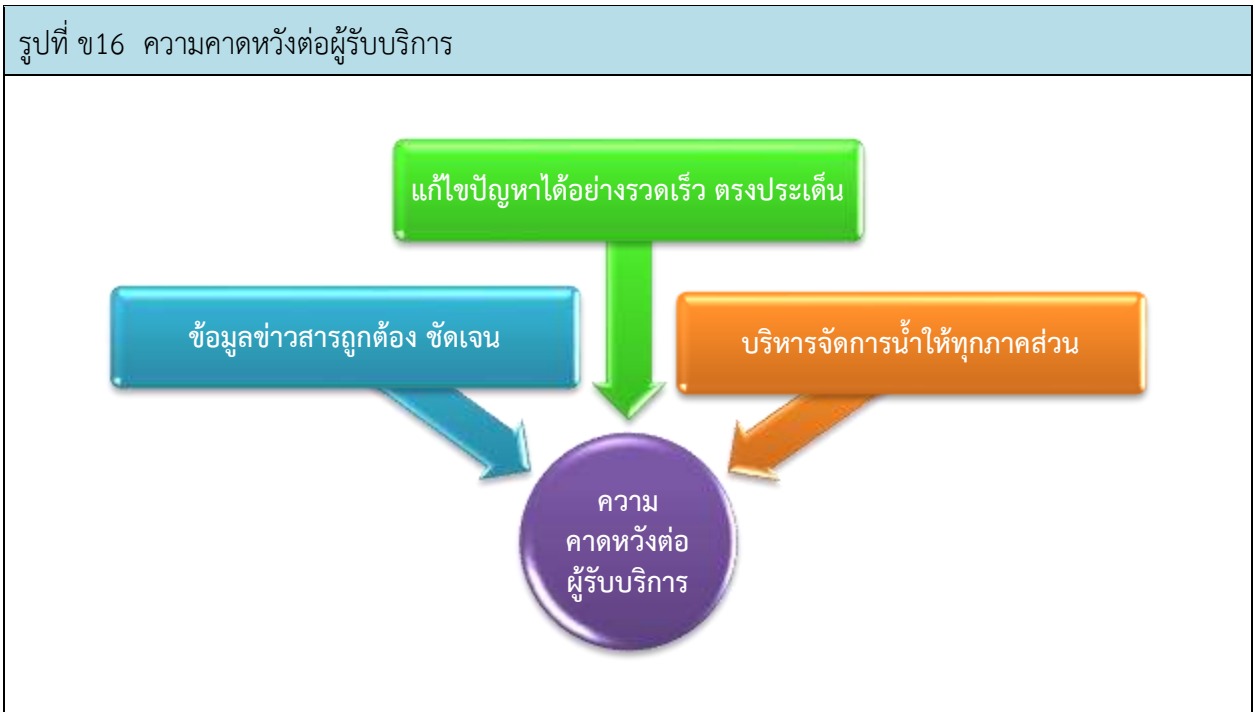 รูปที่ ข16 ความคาดหวังต่อผู้รับบริการ
แก้ไขปัญหาได้อย่างรวดเร็ว ตรงประเด็น
ข้อมูลข่าวสารถูกต้อง ชัดเจน
บริหารจัดการน้ำให้ทุกภาคส่วน
ความ
คาดหวังต่อ
ผู้รับบริการ